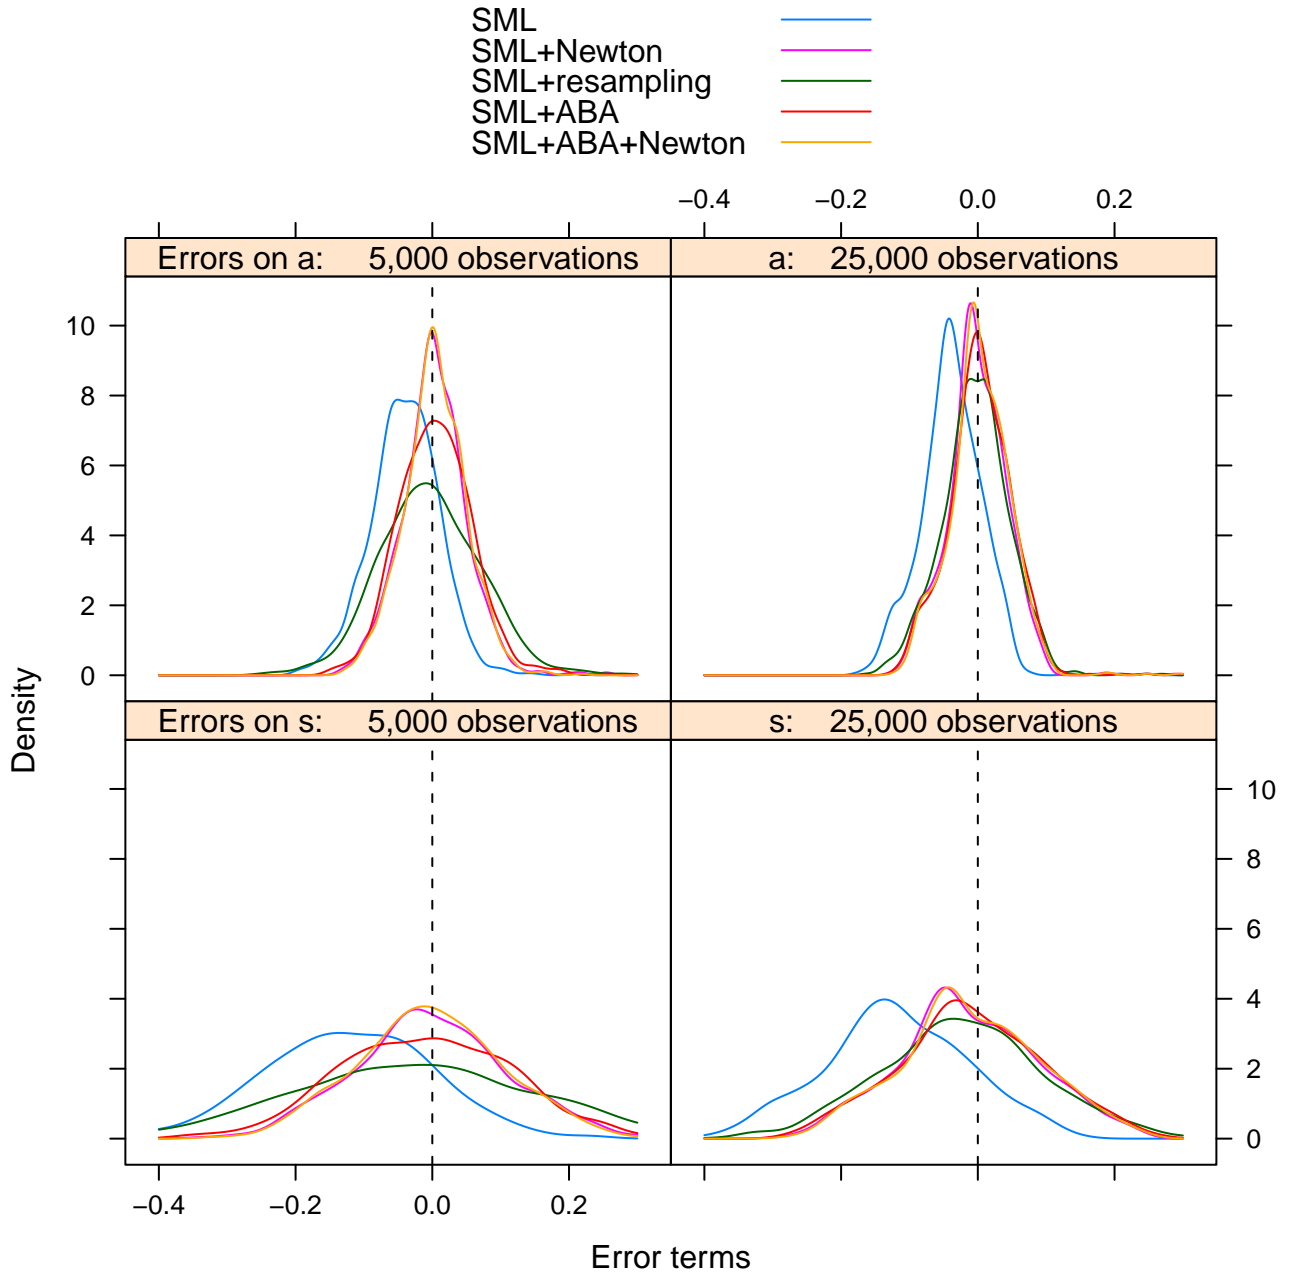 SML
SML+Newton
SML+resampling
SML+ABA
SML+ABA+Newton
−0.4 −0.2 0.0 0.2
Errors on a: 5,000 observations
a: 25,000 observations
10
8
6
4
2
0
Density
Errors on s: 5,000 observations
s: 25,000 observations
10
8
6
4
2
0
−0.4 −0.2 0.0 0.2
Error terms